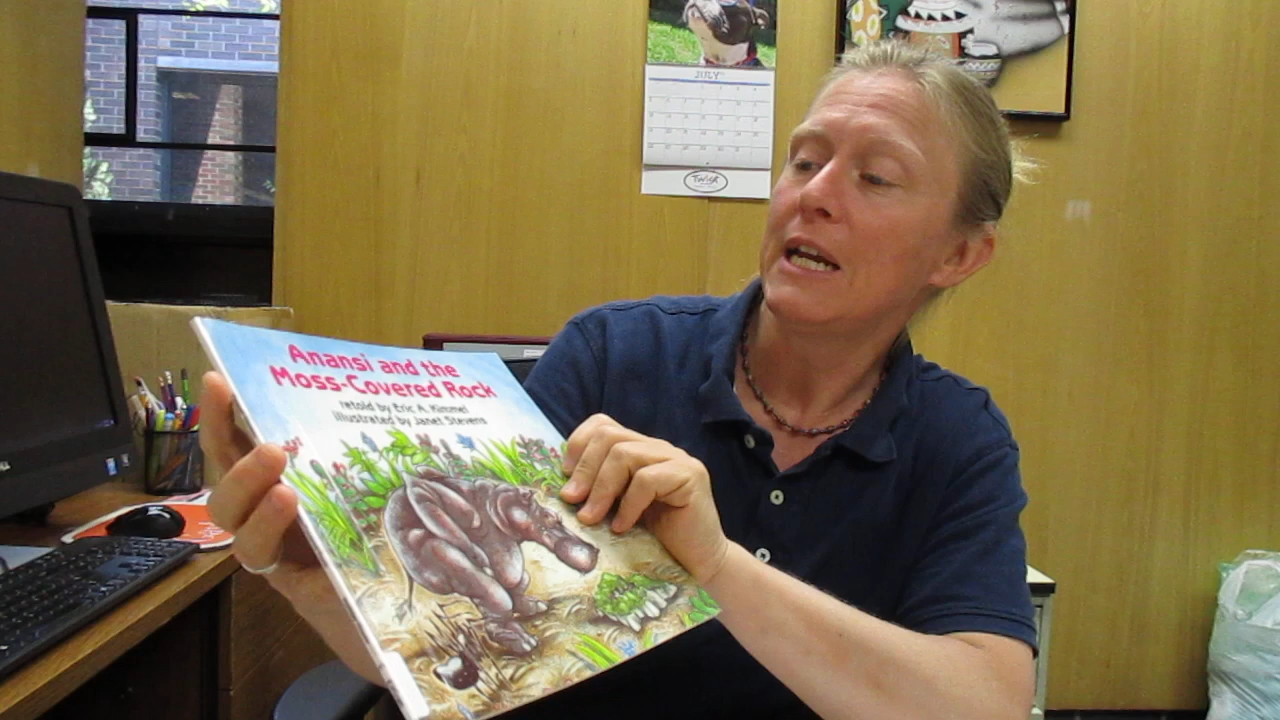 JULY
Anansi and the
Moss-Covered Rock
retold by Eric A. Kimmel
illustrated by Janet Stevens